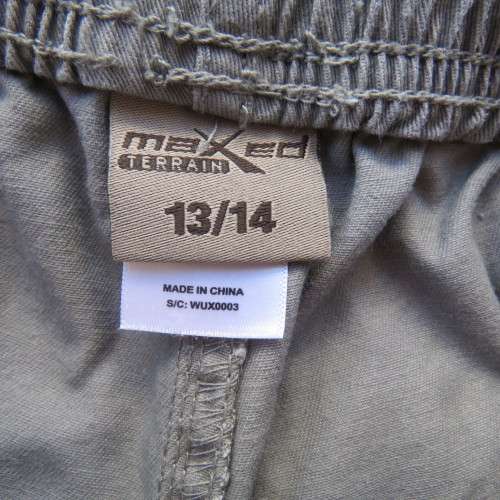 maxed
TERRAIN
13/14
MADE IN CHINA
S/C: WUX0003